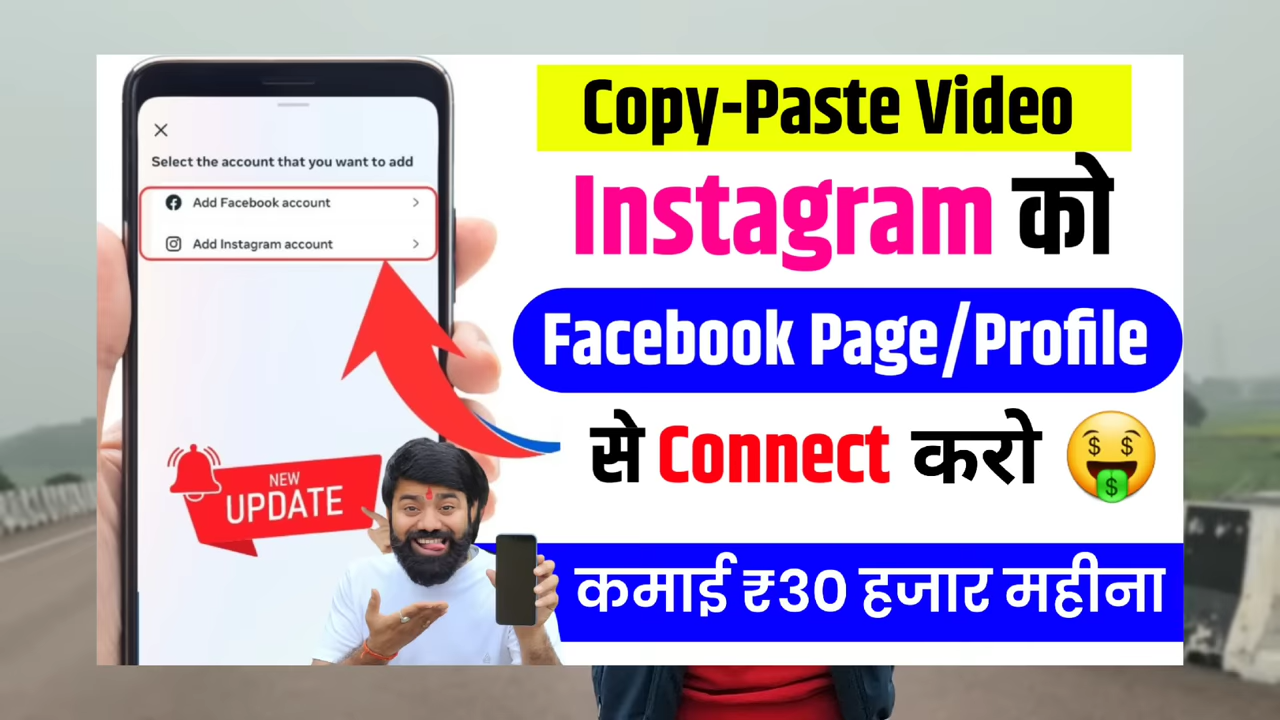 Select the account that you want to add
Add Facebook account
Add Instagram account
NEW
UPDATE
Copy-Paste Video
Instagram को
Facebook Page/Profile
से Connect करो
कमाई ₹30 हजार महीना